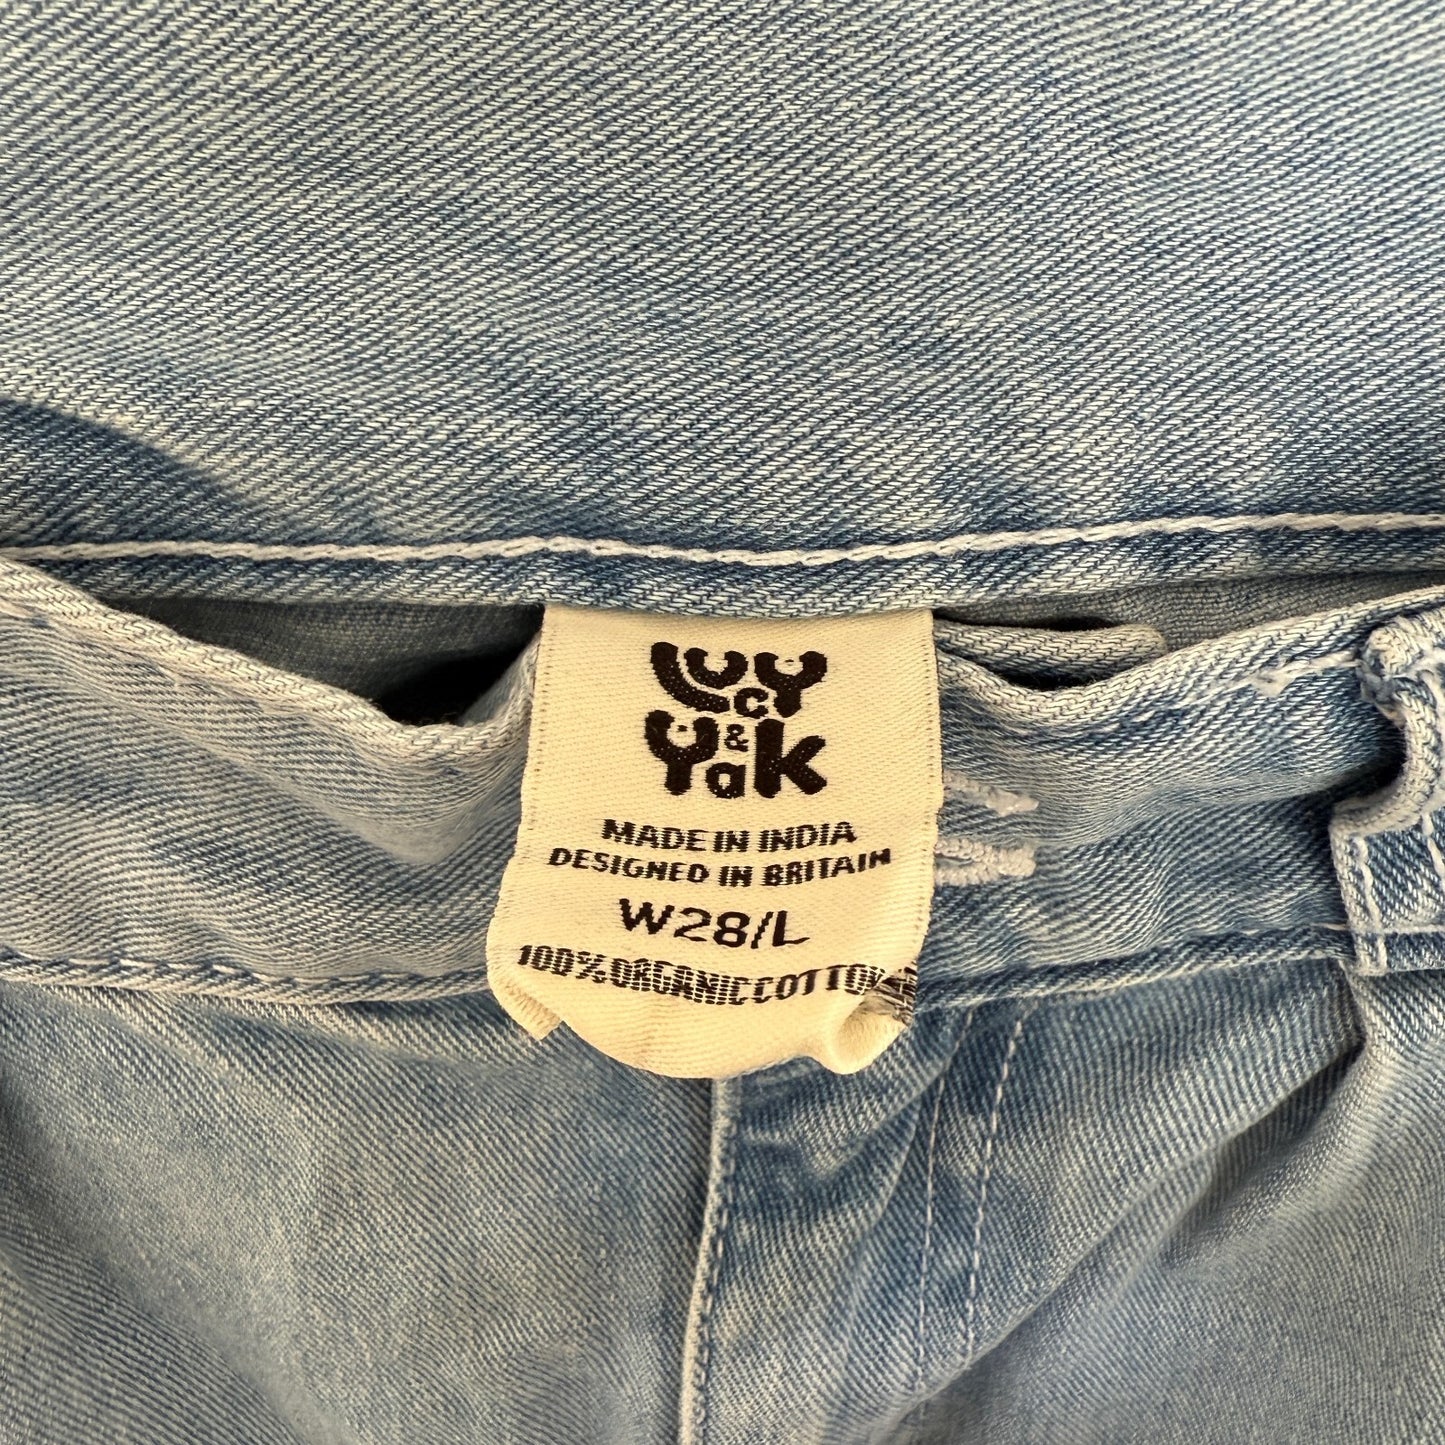 Lucy
& Yak
MADE IN INDIA
DESIGNED IN BRITAIN
W28/L
100% ORGANIC COTTON